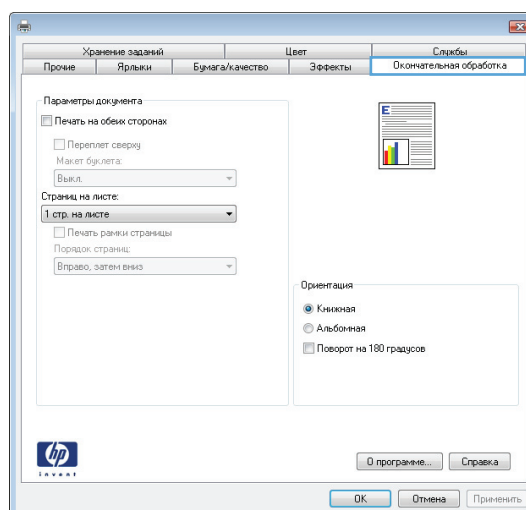 Хранение заданий Цвет Службы
Прочие Ярлыки Бумага/качество Эффекты Окончательная обработка
Параметры документа
Печать на обеих сторонах
Переплет сверху
Макет буклета:
Выкл.
Страниц на листе:
1 стр. на листе
Печать рамки страницы
Порядок страниц:
Вправо, затем вниз
E
Ориентация
Книжная
Альбомная
Поворот на 180 градусов
hp
invent
О программе... Справка
OK Отмена Применить